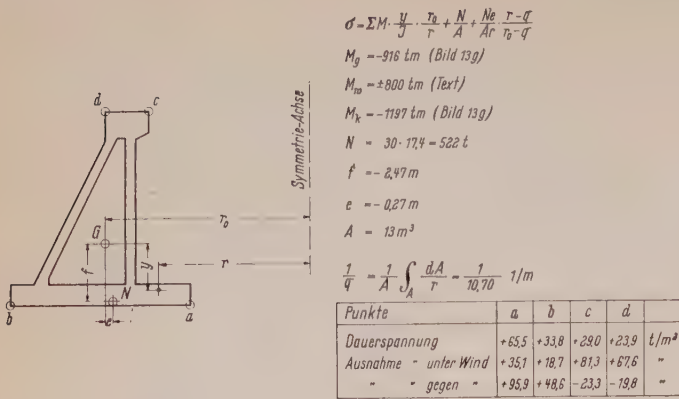 σ = ΣM · y/J · r₀/r + N/A + Ne/Ar · r-q/r₀-q
M_g = -916 tm (Bild 13g)
M_w = ±800 tm (Text)
M_k = -1197 tm (Bild 13g)
N = 30 · 17,4 = 522 t
f = - 2,47 m
e = - 0,27 m
A = 13 m³
1/q = 1/A ∫_A dA/r = 1/10,70 1/m
d c
Symmetrie-Achse
r₀
G
f y r
N
b e a
Punkte a b c d
Dauerspannung +65,5 +33,8 +29,0 +23,9 t/m³
Ausnahme " unter Wind +35,1 +18,7 +81,3 +67,6 "
" " gegen " +95,9 +48,6 -23,3 -19,8 "